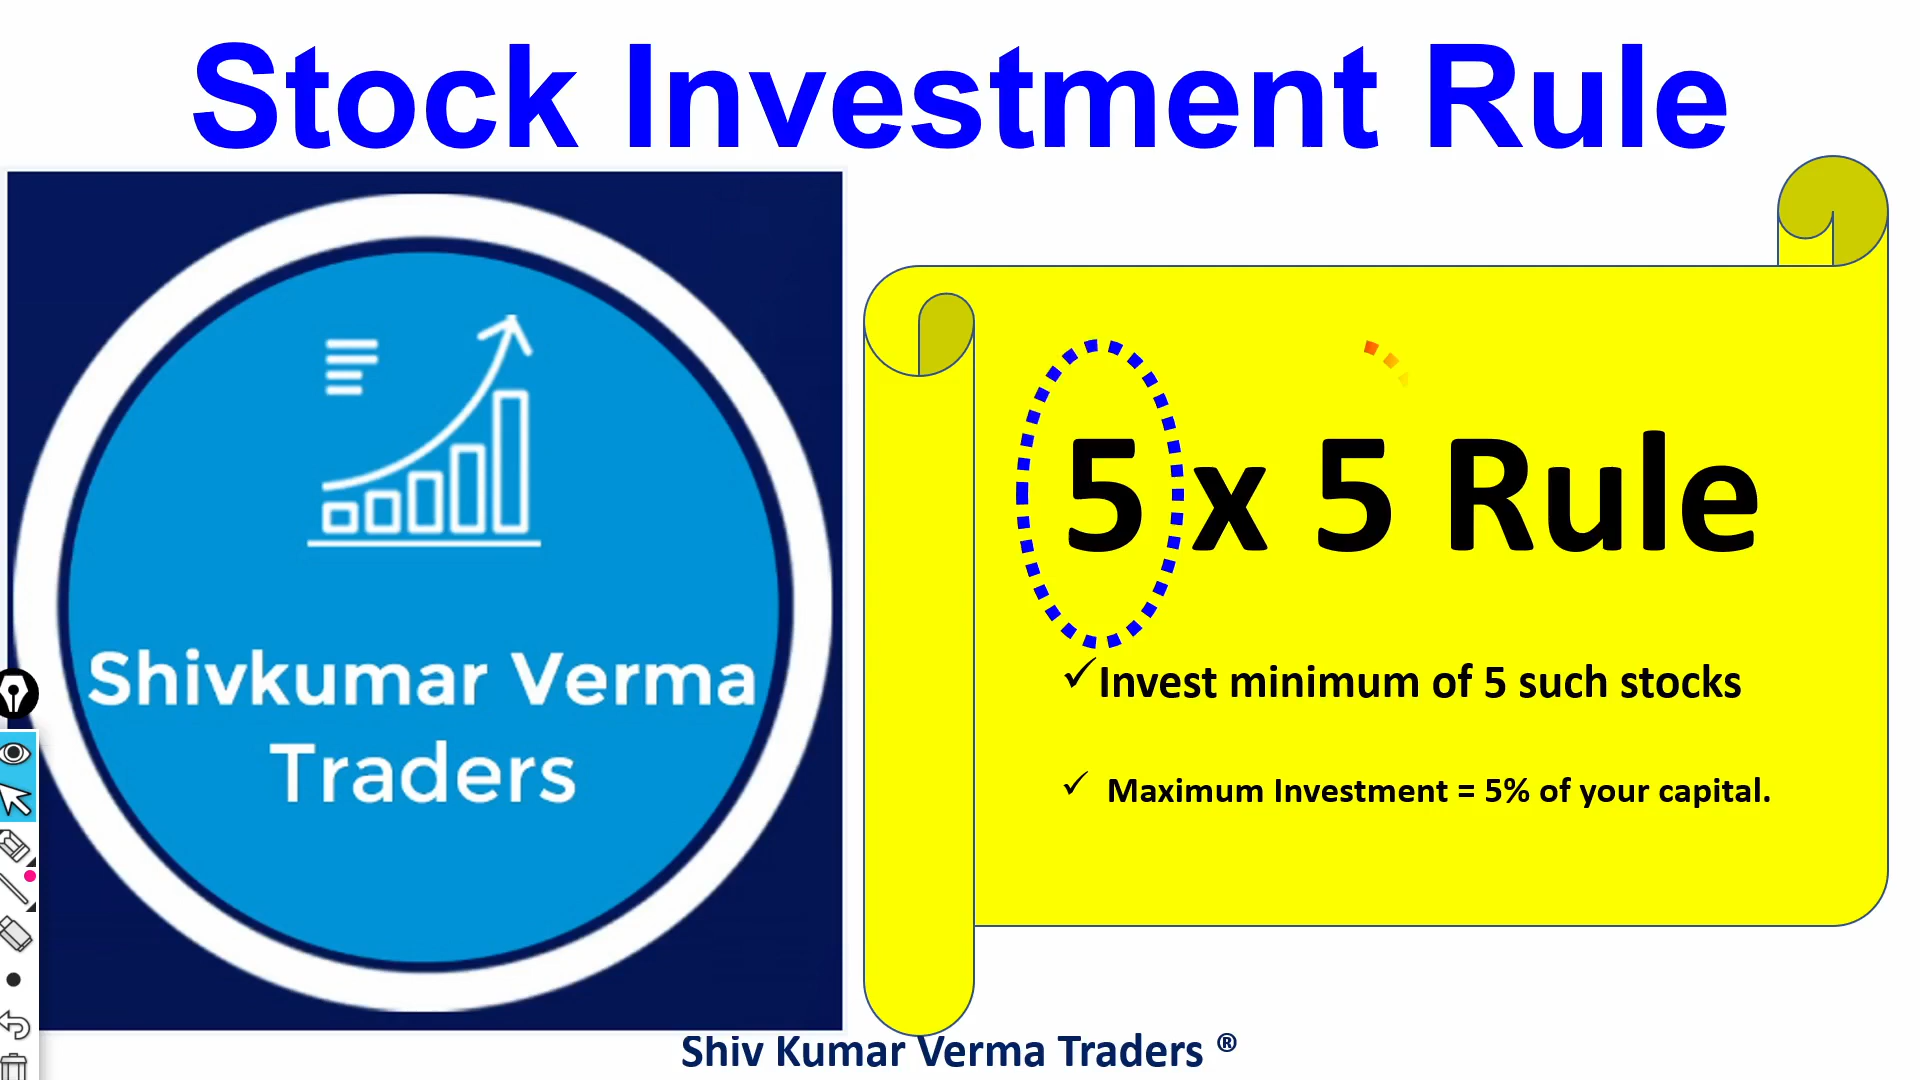 Stock Investment Rule
Shivkumar Verma
Traders
5 x 5 Rule
✓Invest minimum of 5 such stocks
✓ Maximum Investment = 5% of your capital.
Shiv Kumar Verma Traders ®